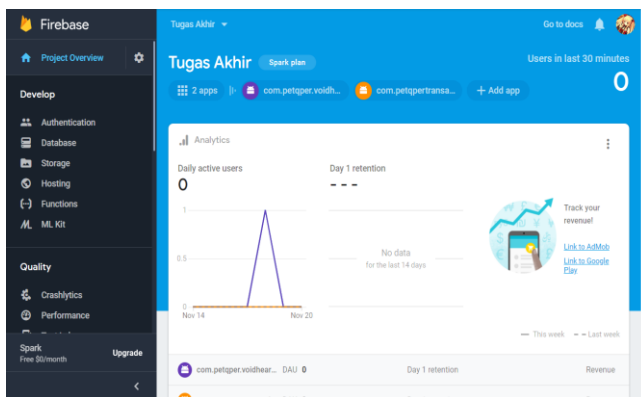 Firebase
Tugas Akhir
Go to docs
Project Overview
Tugas Akhir
Spark plan
Users in last 30 minutes
0
2 apps
com.petqper.voidh...
com.petqpertransa...
+ Add app
Develop
Authentication
Database
Storage
Hosting
Functions
ML Kit
Quality
Crashlytics
Performance
Spark
Free $0/month
Upgrade
Analytics
Daily active users
0
Day 1 retention
- - -
1
0.5
0
Nov 14
Nov 20
No data
for the last 14 days
Track your
revenue!
Link to AdMob
Link to Google
Play
This week
Last week
com.petqper.voidhear... DAU 0
Day 1 retention
Revenue